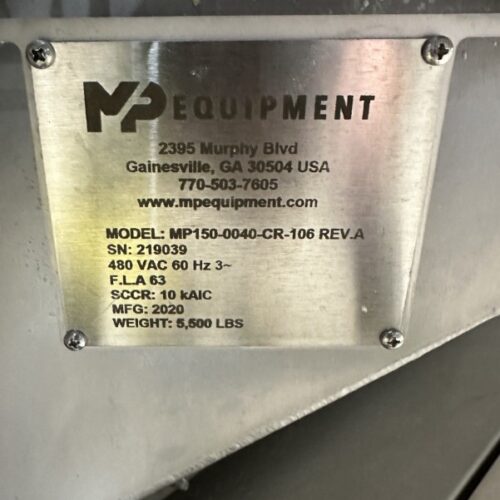 MP EQUIPMENT
2395 Murphy Blvd
Gainesville, GA 30504 USA
770-503-7605
www.mpequipment.com
MODEL: MP150-0040-CR-106 REV.A
SN: 219039
480 VAC 60 Hz 3~
F.L.A 63
SCCR: 10 kAIC
MFG: 2020
WEIGHT: 5,500 LBS